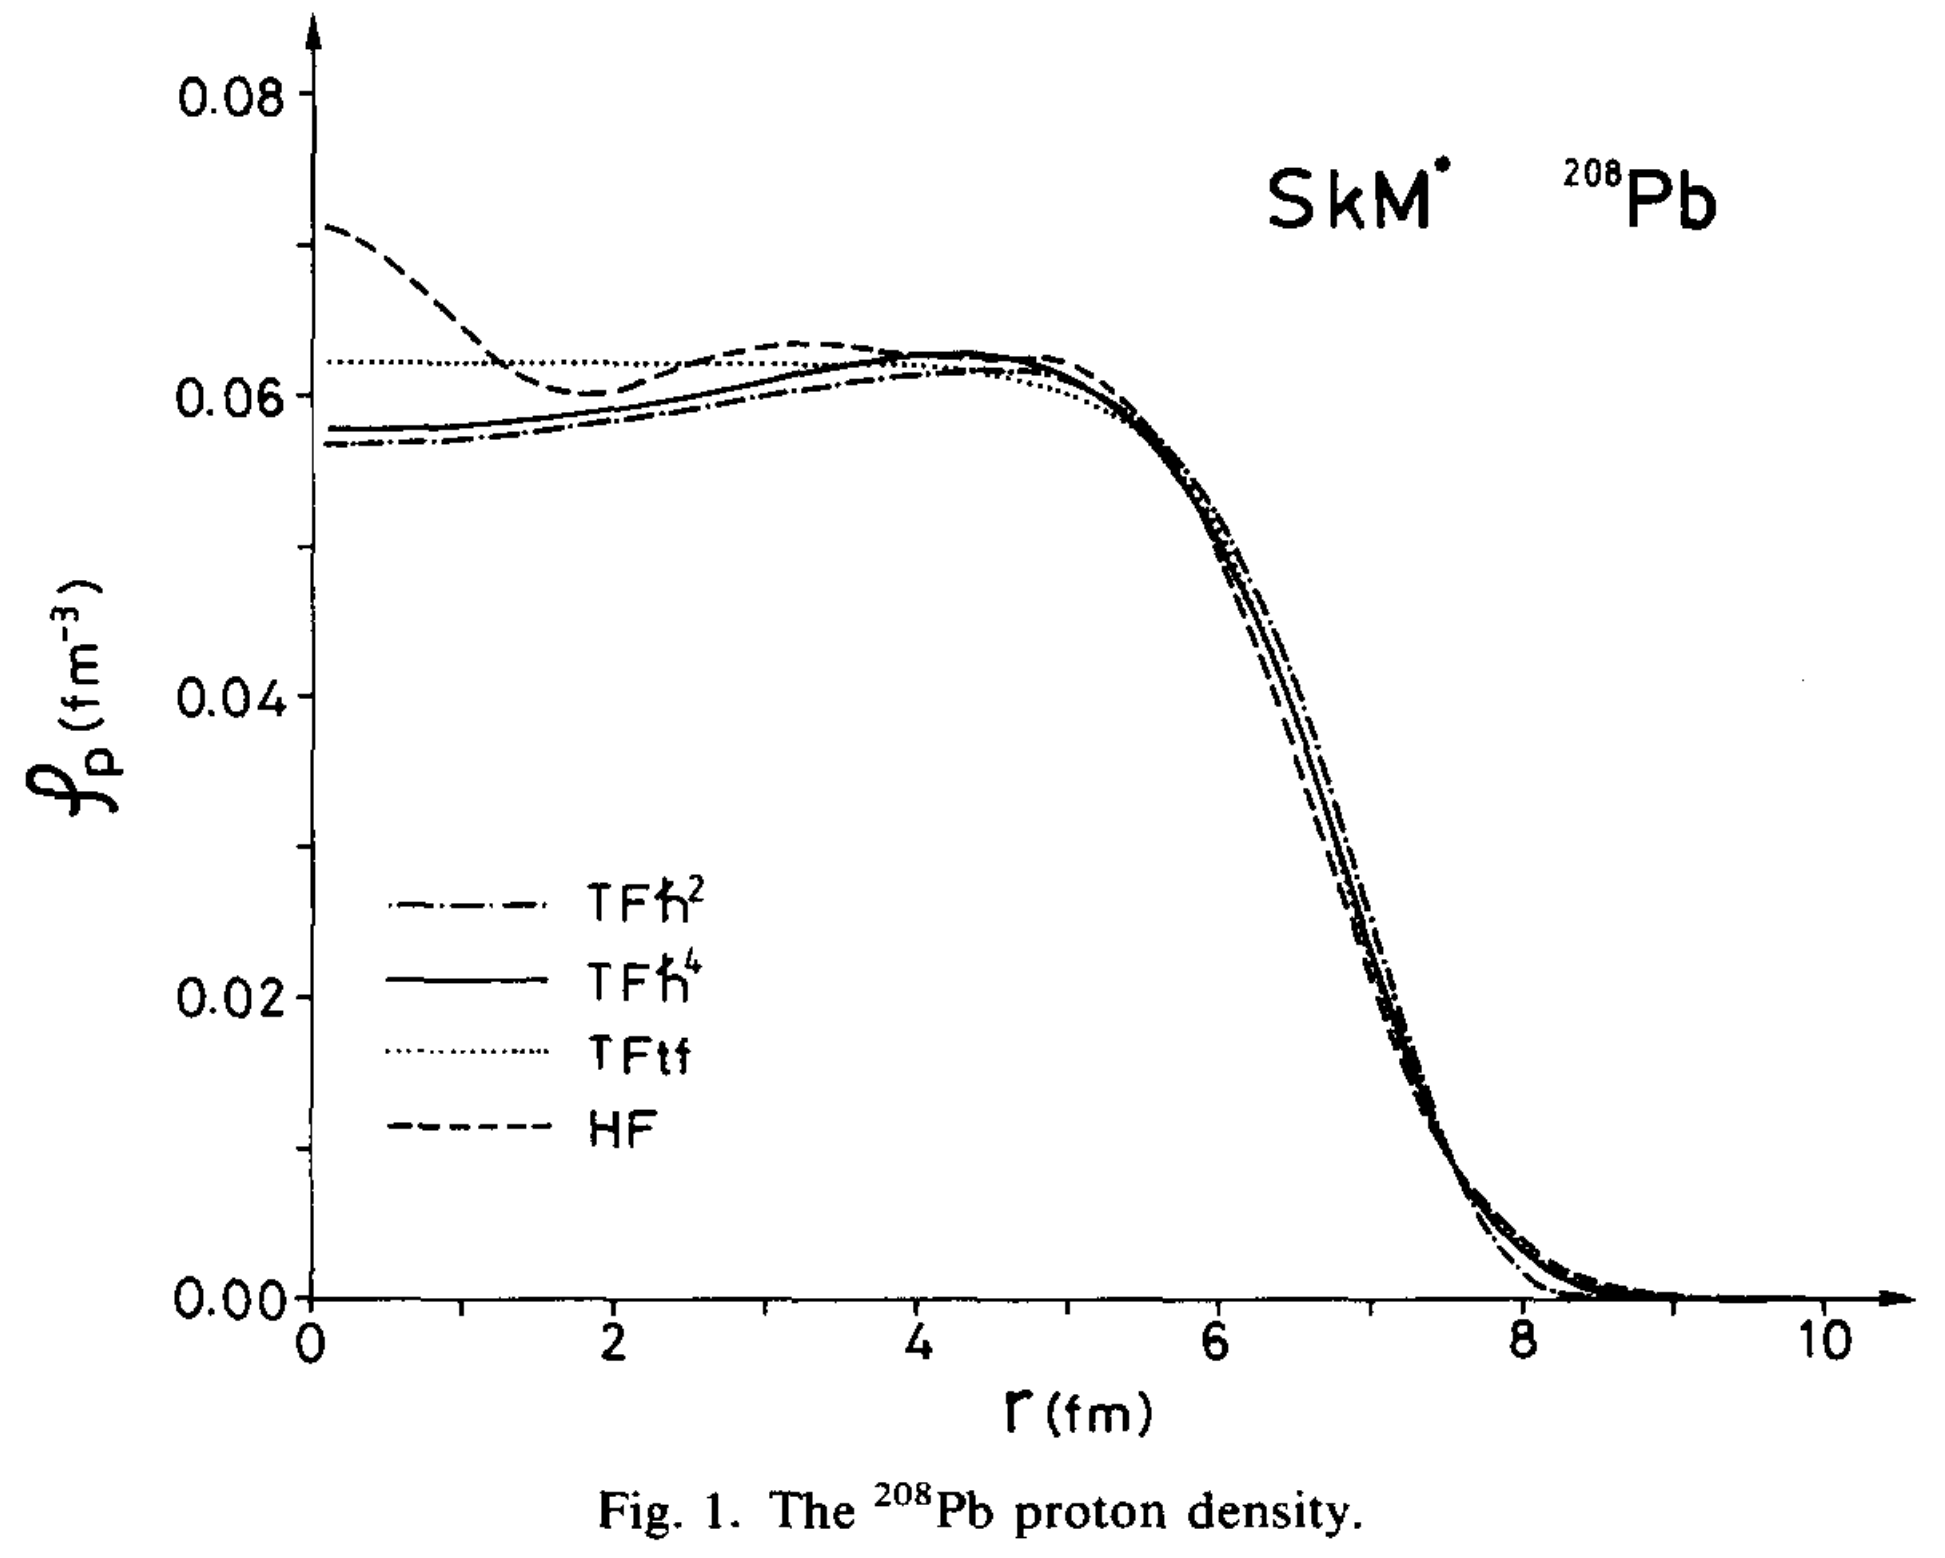 0.08
SkM* ²⁰⁸Pb
0.06
0.04
ρp (fm⁻³)
TFħ²
TFħ⁴
0.02
TFtf
HF
0.00
0 2 4 6 8 10
r (fm)
Fig. 1. The ²⁰⁸Pb proton density.